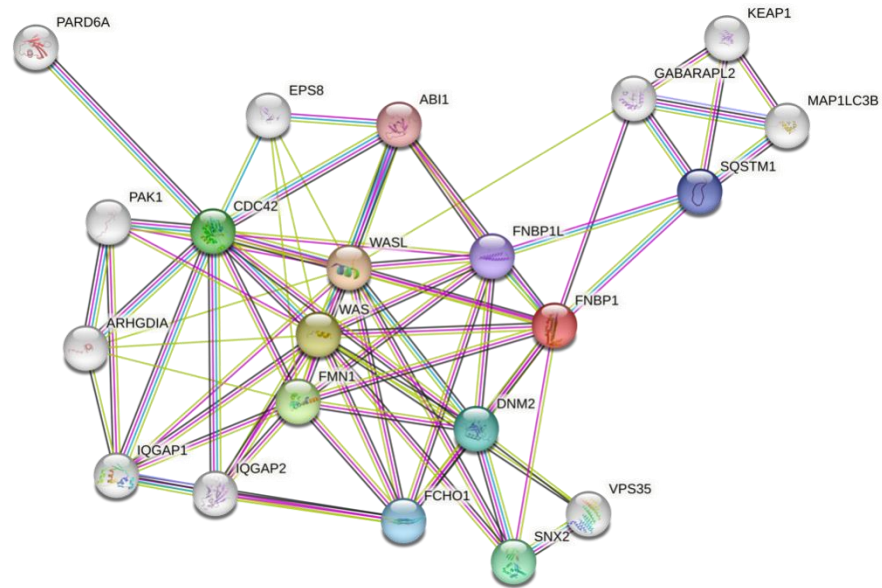 PARD6A
KEAP1
GABARAPL2
EPS8
ABI1
MAP1LC3B
SQSTM1
PAK1
CDC42
WASL
FNBP1L
FNBP1
WAS
ARHGDIA
FMN1
DNM2
IQGAP1
IQGAP2
FCHO1
VPS35
SNX2